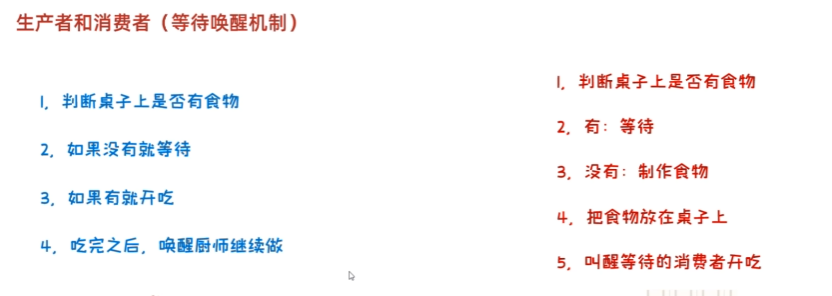 生产者和消费者（等待唤醒机制）
1，判断桌子上是否有食物
2，如果没有就等待
3，如果有就开吃
4，吃完之后，唤醒厨师继续做
1，判断桌子上是否有食物
2，有：等待
3，没有：制作食物
4，把食物放在桌子上
5，叫醒等待的消费者开吃